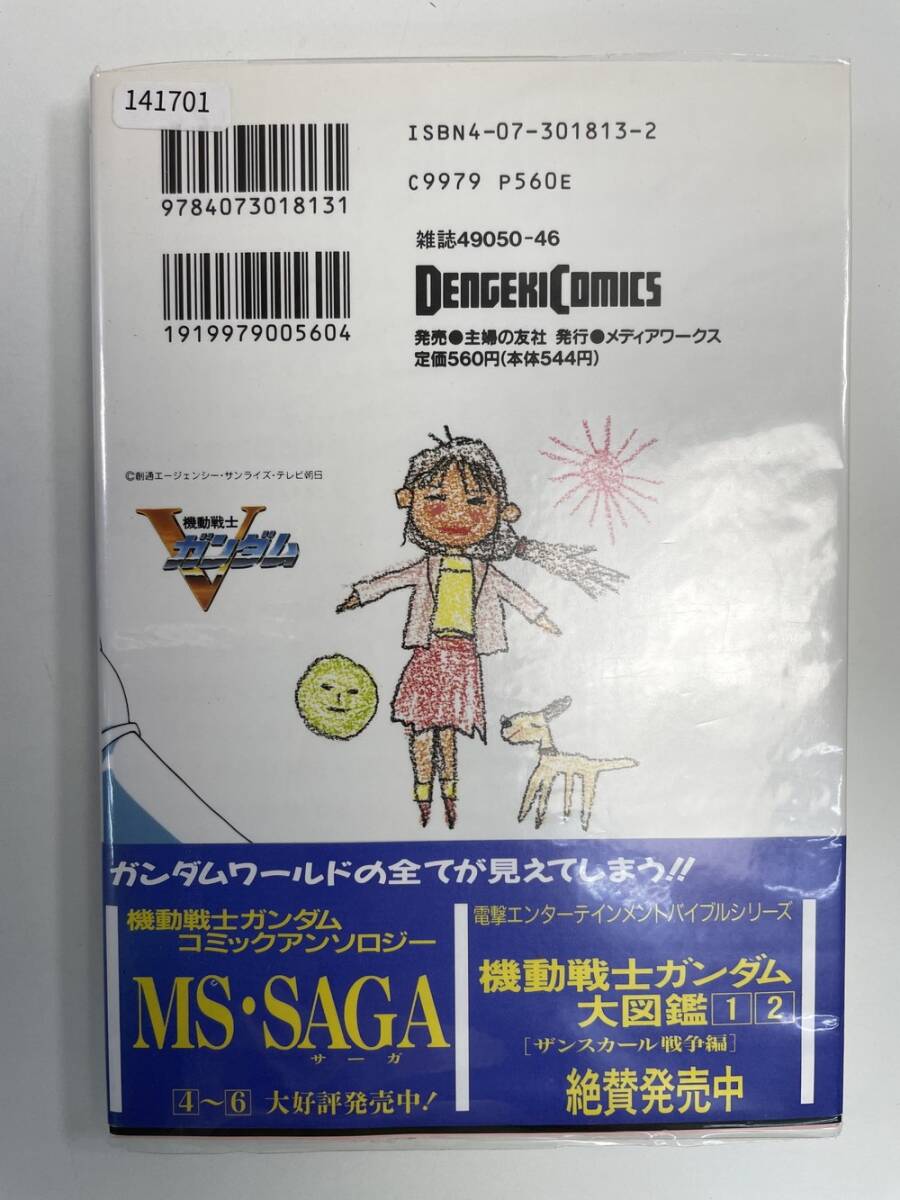 141701
ISBN4-07-301813-2
C9979 P560E
9784073018131
雑誌49050-46
DENGEKI COMICS
1919979005604
発売●主婦の友社 発行●メディアワークス
定価560円(本体544円)
©創通エージェンシー・サンライズ・テレビ朝日
機動戦士
V
ガンダム
ガンダムワールドの全てが見えてしまう!!
機動戦士ガンダム
コミックアンソロジー
MS・SAGA
サーガ
4〜6 大好評発売中!
電撃エンターテインメントバイブルシリーズ
機動戦士ガンダム
大図鑑 1 2
[ザンスカール戦争編]
絶賛発売中